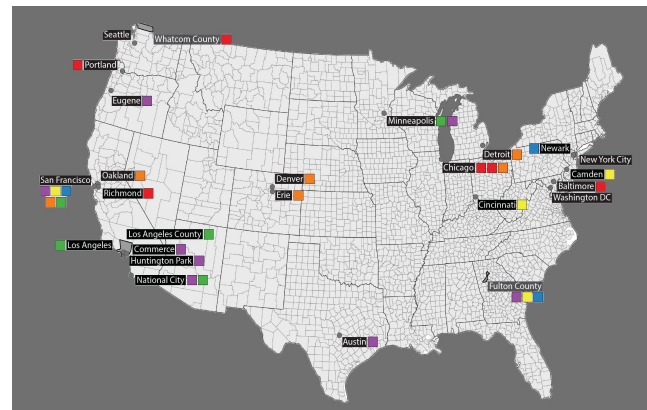 Seattle
Whatcom County
Portland
Eugene
Minneapolis
Detroit
Newark
New York City
Chicago
Camden
Baltimore
Washington DC
Cincinnati
San Francisco
Oakland
Richmond
Denver
Erie
Los Angeles County
Los Angeles
Commerce
Huntington Park
National City
Fulton County
Austin